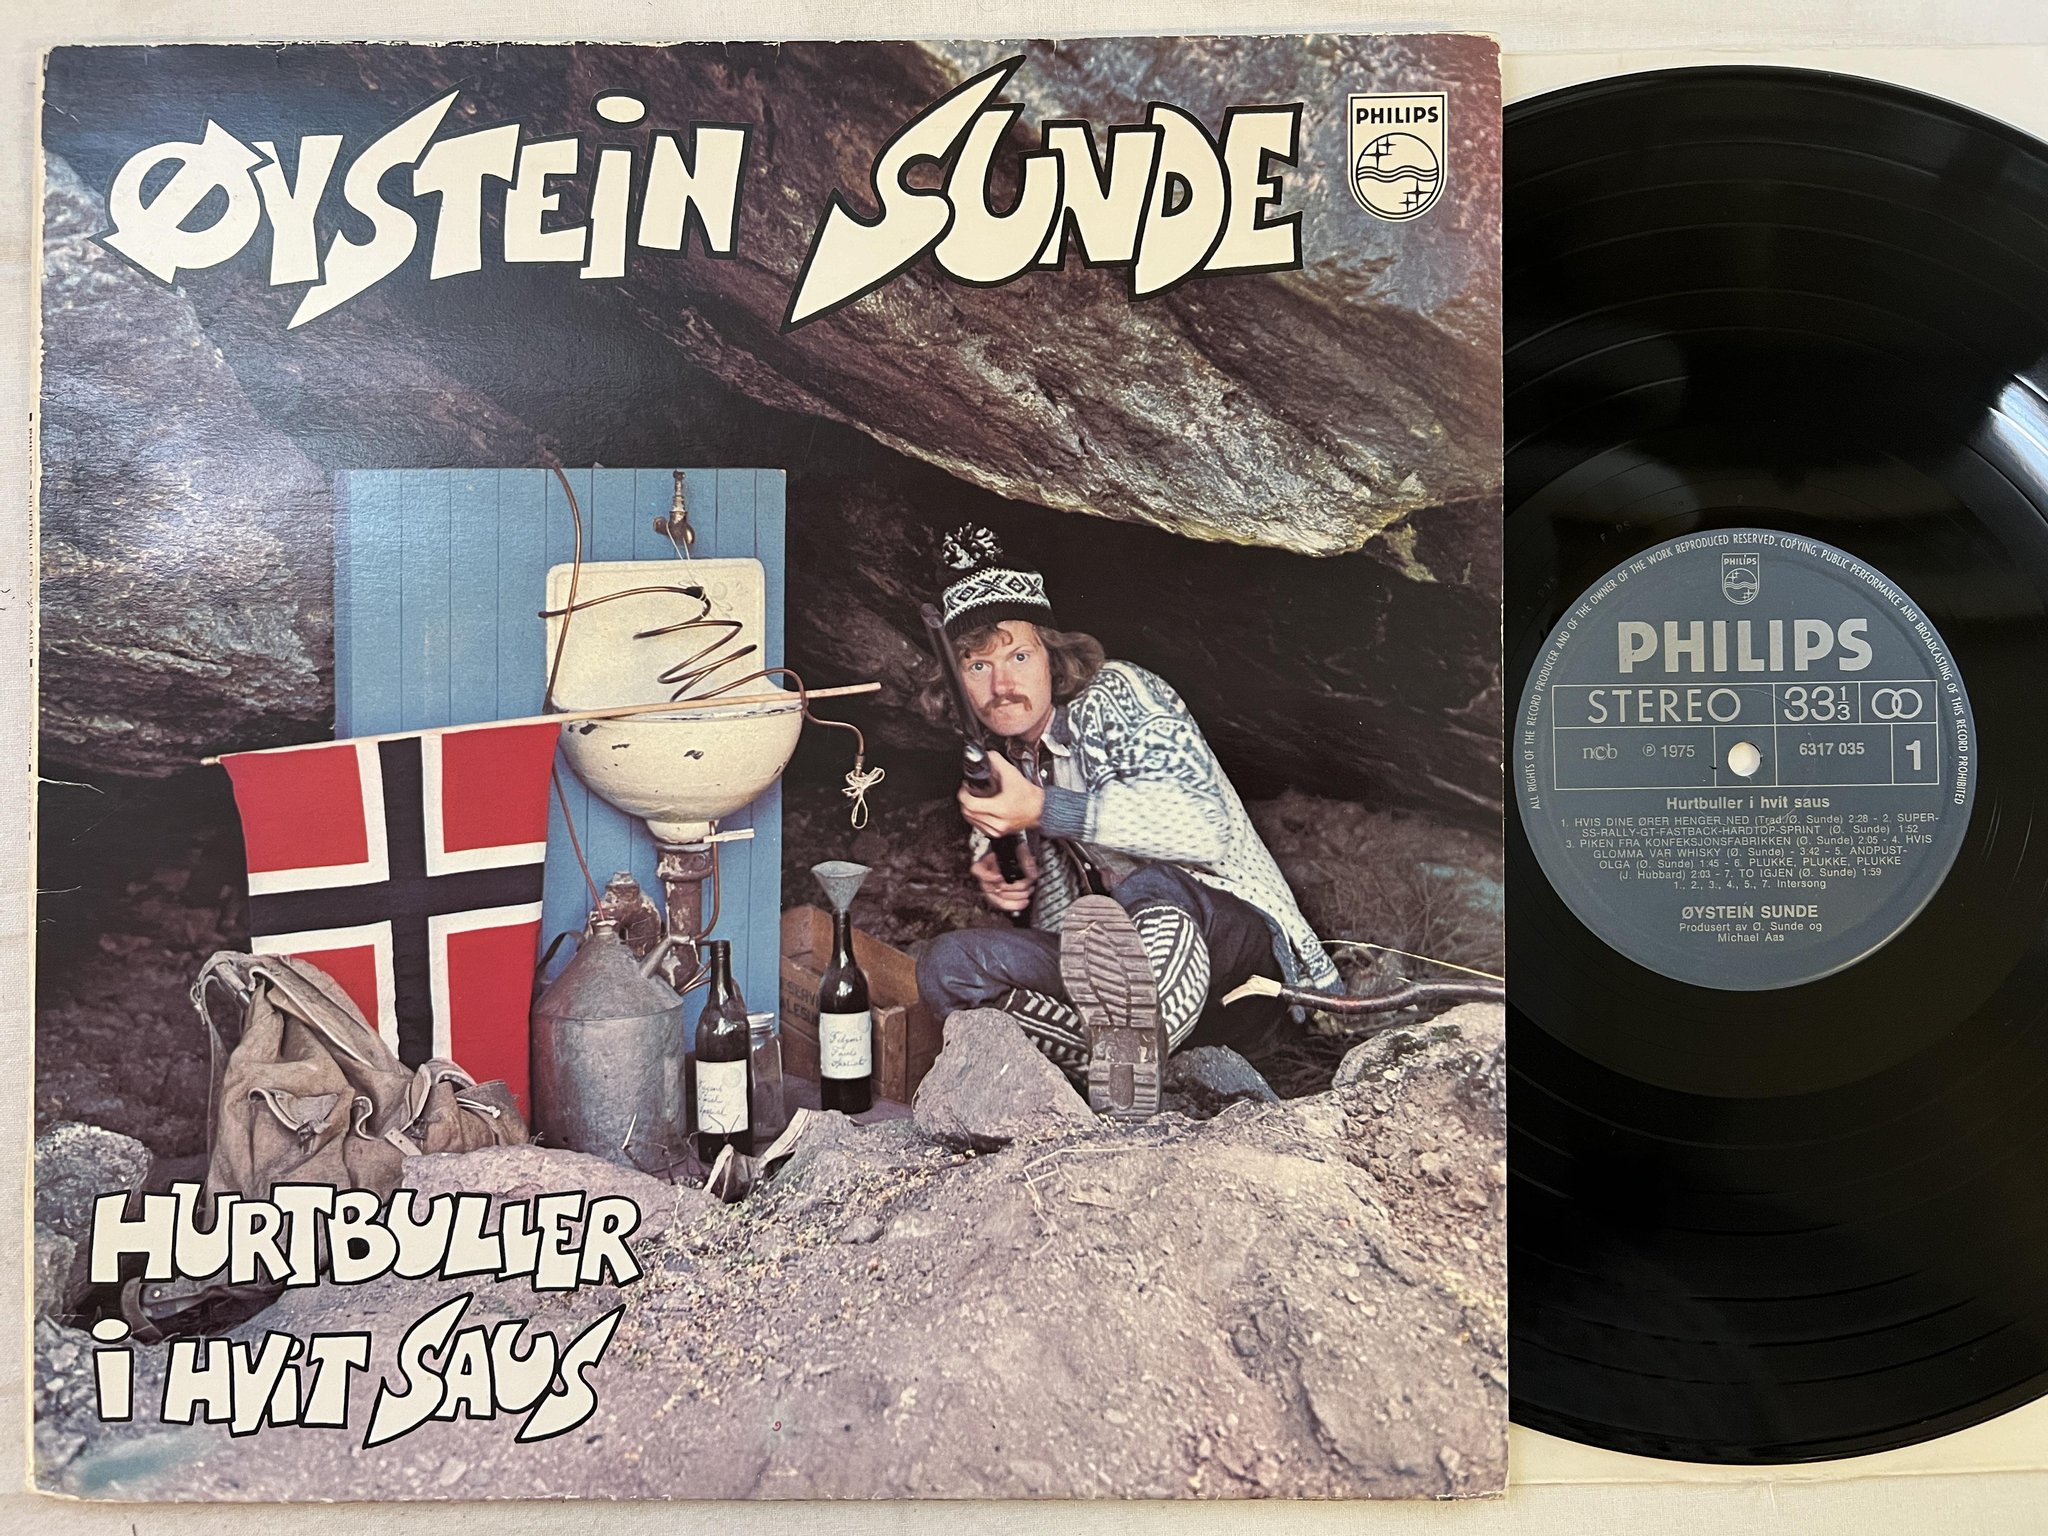 ØYSTEIN SUNDE
PHILIPS
HURTBULLER
i HViT SAUS
ALL RIGHTS OF THE RECORD PRODUCER AND OF THE OWNER OF THE WORK REPRODUCED RESERVED. COPYING, PUBLIC PERFORMANCE AND BROADCASTING OF THIS RECORD PROHIBITED
PHILIPS
PHILIPS
STEREO 33 1/3
ncb ℗ 1975 6317 035 1
Hurtbuller i hvit saus
1. HVIS DINE ØRER HENGER NED (Trad./Ø. Sunde) 2:28 - 2. SUPER-
SS-RALLY-GT-FASTBACK-HARDTOP-SPRINT (Ø. Sunde) 1:52
3. PIKEN FRA KONFEKSJONSFABRIKKEN (Ø. Sunde) 2:05 - 4. HVIS
GLOMMA VAR WHISKY (Ø. Sunde) - 3:42 - 5. ANDPUST-
OLGA (Ø. Sunde) 1:45 - 6. PLUKKE, PLUKKE, PLUKKE
(J. Hubbard) 2:03 - 7. TO IGJEN (Ø. Sunde) 1:59
1., 2., 3., 4., 5., 7. Intersong
ØYSTEIN SUNDE
Produsert av Ø. Sunde og
Michael Aas